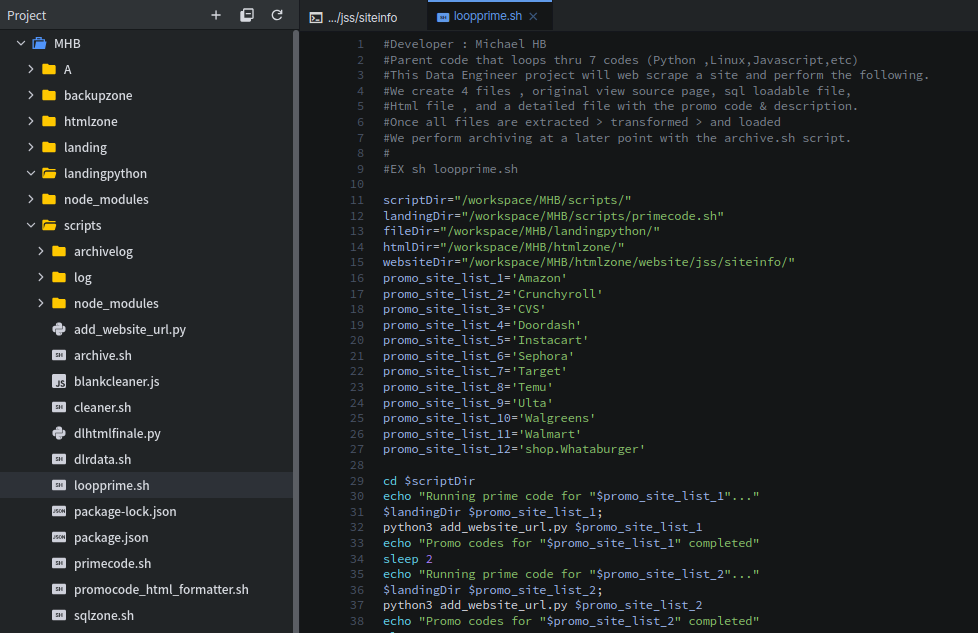 Project
MHB
A
backupzone
htmlzone
landing
landingpython
node_modules
scripts
archivelog
log
node_modules
add_website_url.py
archive.sh
blankcleaner.js
cleaner.sh
dlhtmlfinale.py
dlrdata.sh
loopprime.sh
package-lock.json
package.json
primecode.sh
promocode_html_formatter.sh
sqlzone.sh
.../jss/siteinfo
loopprime.sh
1 #Developer : Michael HB
2 #Parent code that loops thru 7 codes (Python ,Linux,Javascript,etc)
3 #This Data Engineer project will web scrape a site and perform the following.
4 #We create 4 files , original view source page, sql loadable file,
5 #Html file , and a detailed file with the promo code & description.
6 #Once all files are extracted > transformed > and loaded
7 #We perform archiving at a later point with the archive.sh script.
8 #
9 #EX sh loopprime.sh
10
11 scriptDir="/workspace/MHB/scripts/"
12 landingDir="/workspace/MHB/scripts/primecode.sh"
13 fileDir="/workspace/MHB/landingpython/"
14 htmlDir="/workspace/MHB/htmlzone/"
15 websiteDir="/workspace/MHB/htmlzone/website/jss/siteinfo/"
16 promo_site_list_1='Amazon'
17 promo_site_list_2='Crunchyroll'
18 promo_site_list_3='CVS'
19 promo_site_list_4='Doordash'
20 promo_site_list_5='Instacart'
21 promo_site_list_6='Sephora'
22 promo_site_list_7='Target'
23 promo_site_list_8='Temu'
24 promo_site_list_9='Ulta'
25 promo_site_list_10='Walgreens'
26 promo_site_list_11='Walmart'
27 promo_site_list_12='shop.Whataburger'
28
29 cd $scriptDir
30 echo "Running prime code for "$promo_site_list_1"..."
31 $landingDir $promo_site_list_1;
32 python3 add_website_url.py $promo_site_list_1
33 echo "Promo codes for "$promo_site_list_1" completed"
34 sleep 2
35 echo "Running prime code for "$promo_site_list_2"..."
36 $landingDir $promo_site_list_2;
37 python3 add_website_url.py $promo_site_list_2
38 echo "Promo codes for "$promo_site_list_2" completed"